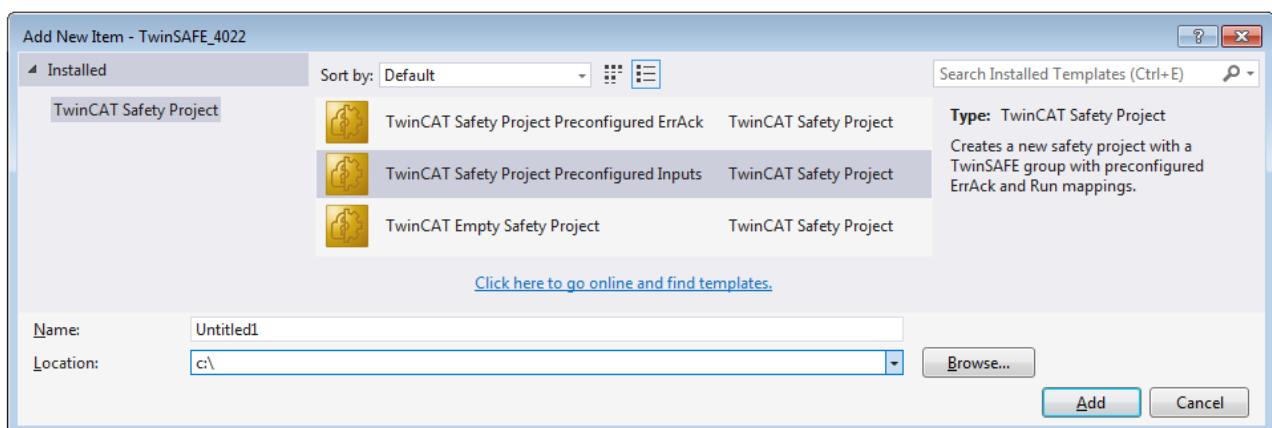 Add New Item - TwinSAFE_4022
Installed
TwinCAT Safety Project
Sort by: Default
TwinCAT Safety Project Preconfigured ErrAck TwinCAT Safety Project
TwinCAT Safety Project Preconfigured Inputs TwinCAT Safety Project
TwinCAT Empty Safety Project TwinCAT Safety Project
Click here to go online and find templates.
Search Installed Templates (Ctrl+E)
Type: TwinCAT Safety Project
Creates a new safety project with a
TwinSAFE group with preconfigured
ErrAck and Run mappings.
Name: Untitled1
Location: c:\
Browse...
Add Cancel